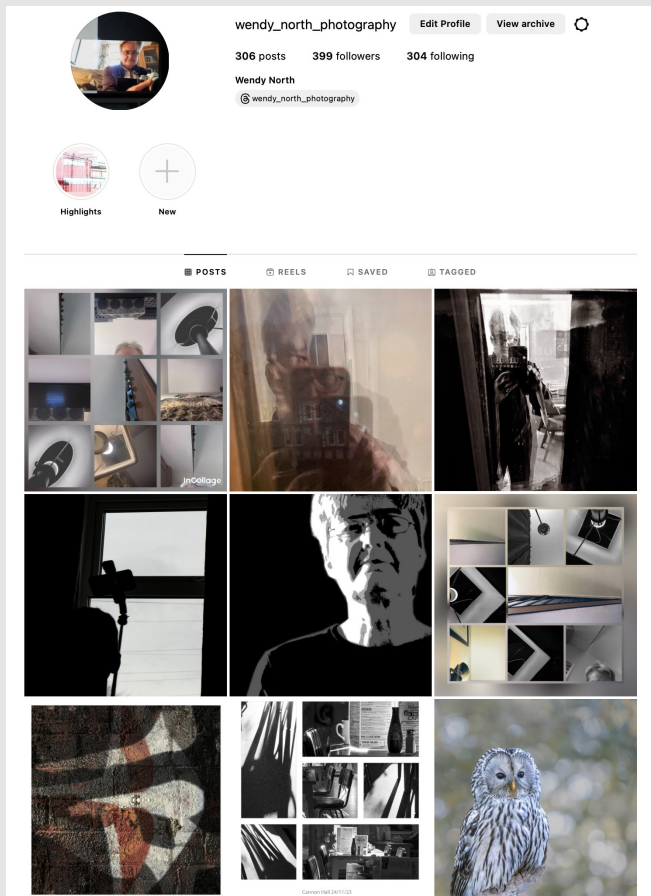 wendy_north_photography Edit Profile View archive
306 posts 399 followers 304 following
Wendy North
wendy_north_photography
Highlights New
POSTS REELS SAVED TAGGED
InCollage
Cannon Hall 24/11/23